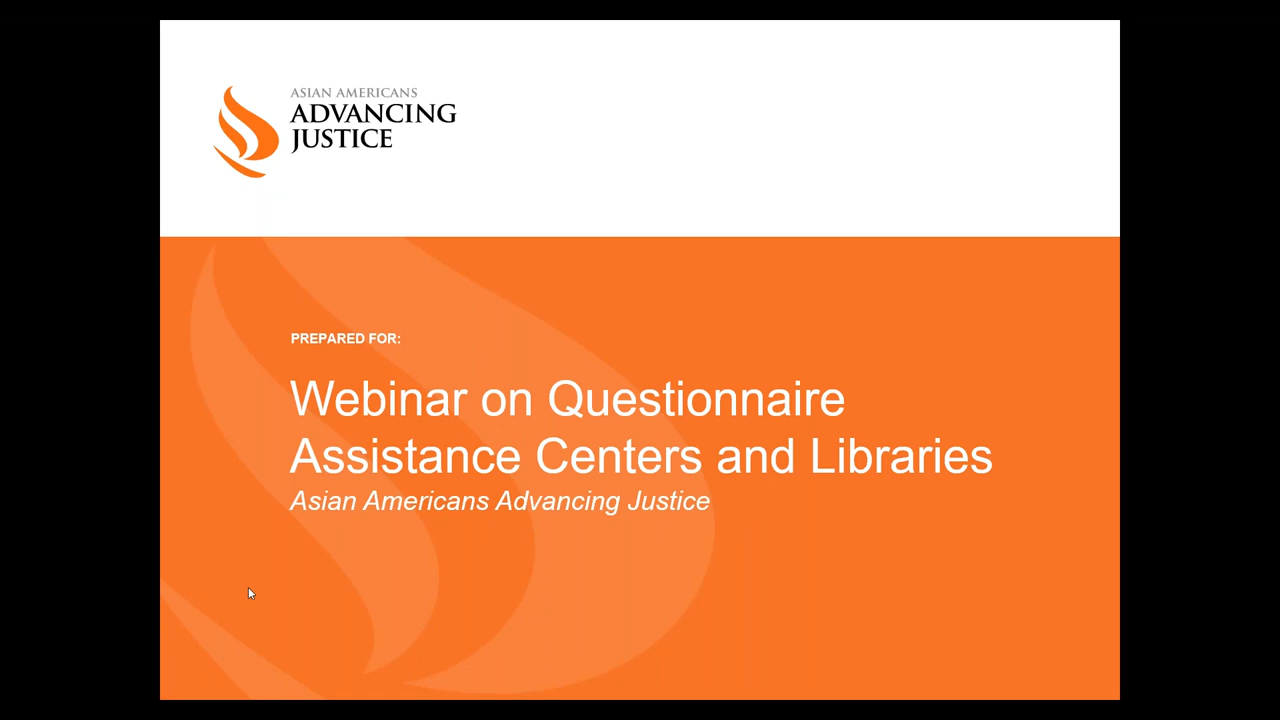 ASIAN AMERICANS
ADVANCING
JUSTICE
PREPARED FOR:
Webinar on Questionnaire
Assistance Centers and Libraries
Asian Americans Advancing Justice